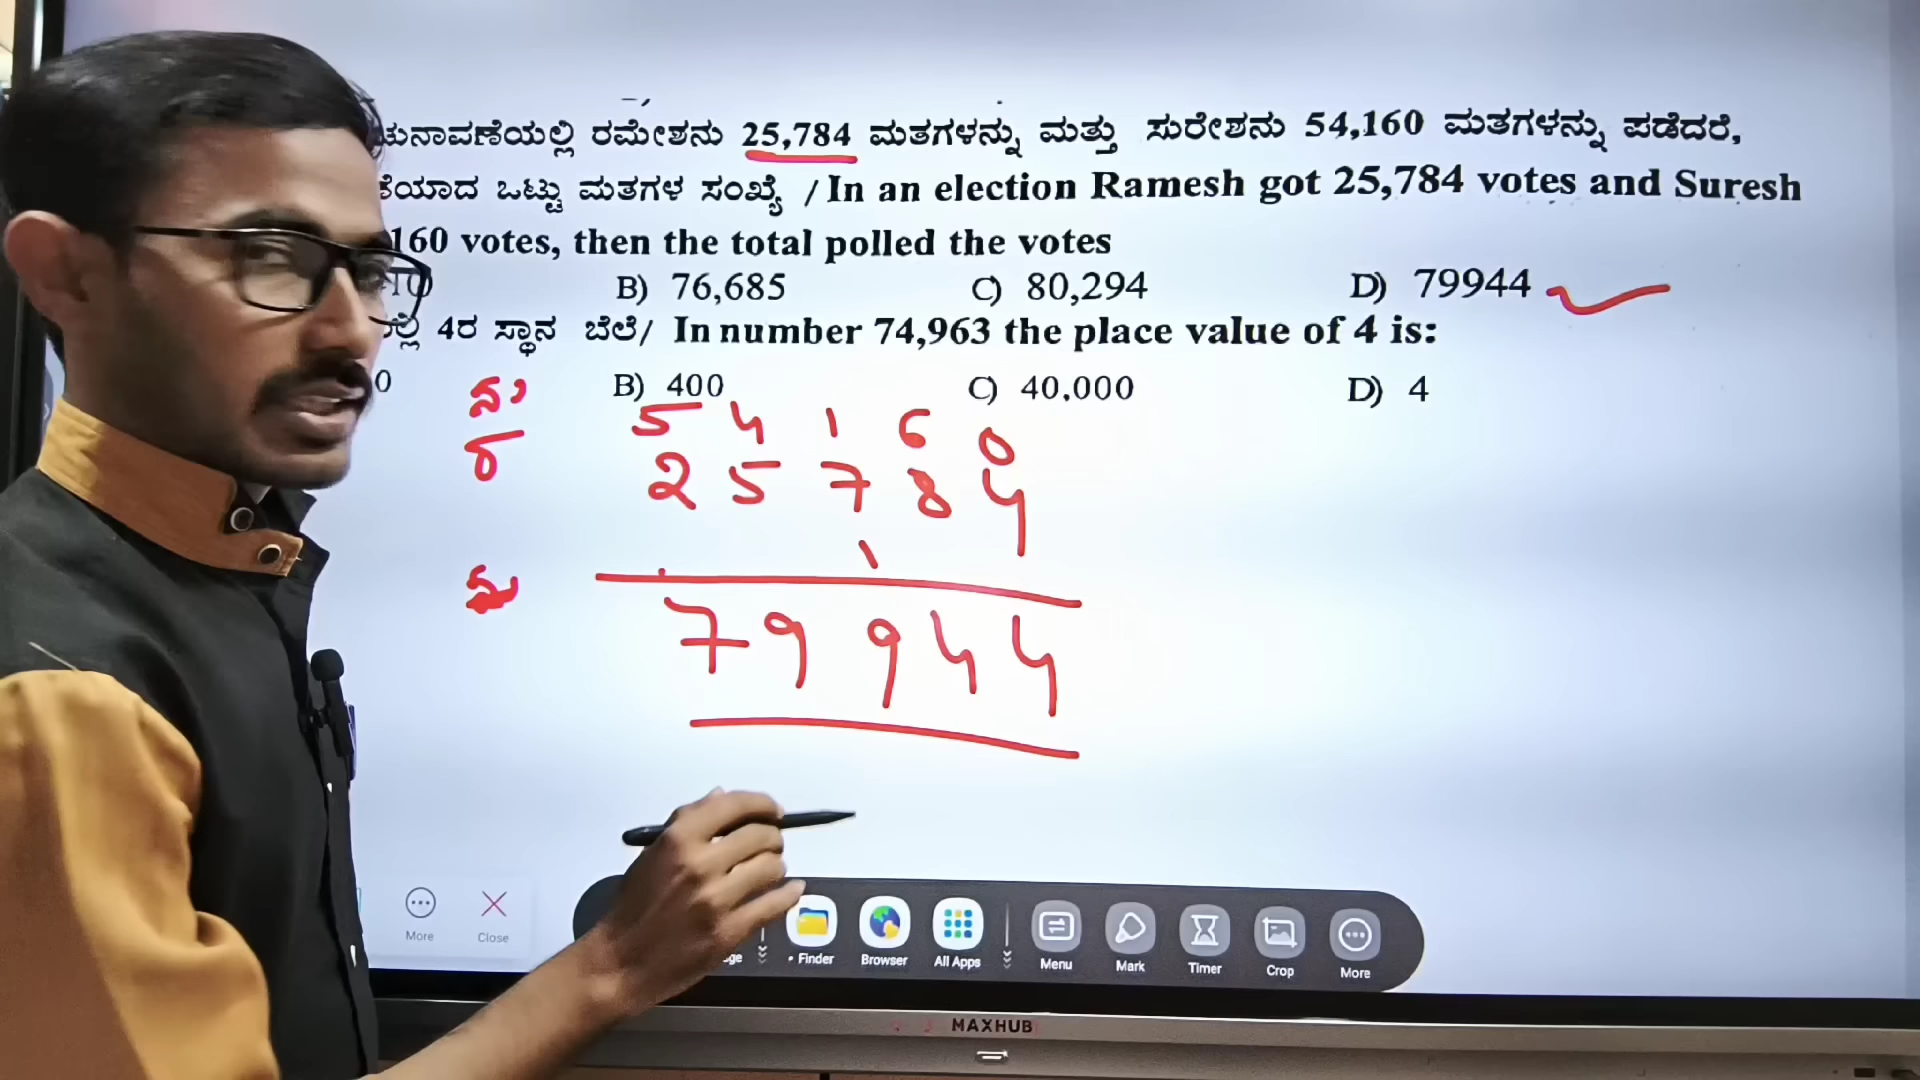 ಚುನಾವಣೆಯಲ್ಲಿ ರಮೇಶನು 25,784 ಮತಗಳನ್ನು ಮತ್ತು ಸುರೇಶನು 54,160 ಮತಗಳನ್ನು ಪಡೆದರೆ,
ಒಟ್ಟು ಮತಗಳ ಸಂಖ್ಯೆ / In an election Ramesh got 25,784 votes and Suresh
160 votes, then the total polled the votes
B) 76,685 C) 80,294 D) 79944
4ರ ಸ್ಥಾನ ಬೆಲೆ/ In number 74,963 the place value of 4 is:
0 B) 400 C) 40,000 D) 4
ಸು 5 4 1 6 0
ರ 2 5 7 8 4
1
7 9 9 4 4
More Close
Finder Browser All Apps Menu Mark Timer Crop More
MAXHUB